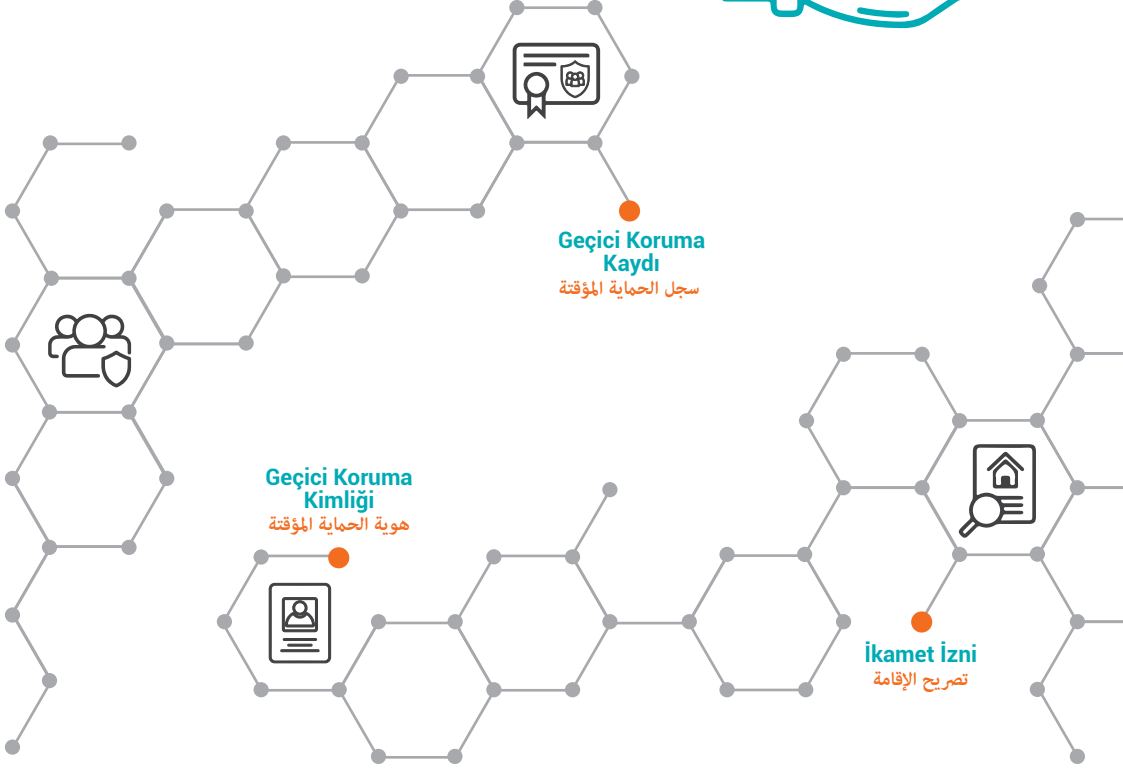 Geçici Koruma
Kaydı
سجل الحماية المؤقتة
Geçici Koruma
Kimliği
هوية الحماية المؤقتة
İkamet İzni
تصريح الإقامة